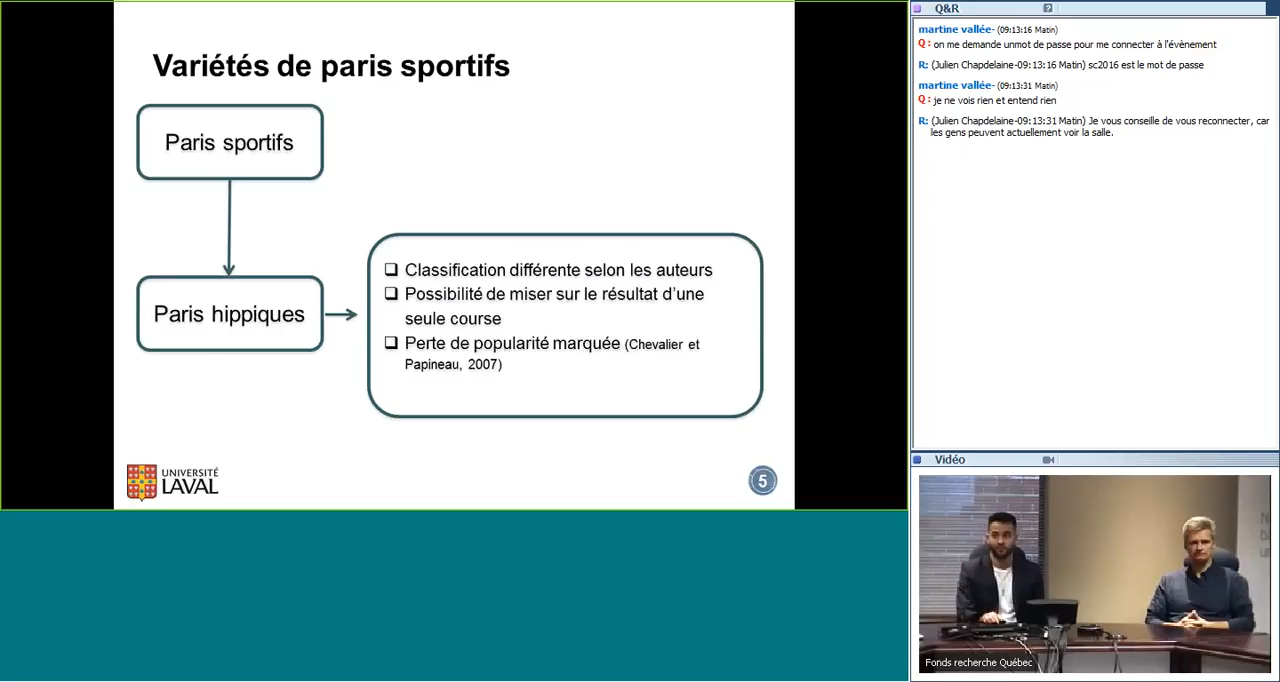 Variétés de paris sportifs
Paris sportifs
Paris hippiques
❑ Classification différente selon les auteurs
❑ Possibilité de miser sur le résultat d'une
seule course
❑ Perte de popularité marquée (Chevalier et
Papineau, 2007)
UNIVERSITÉ
LAVAL
5
Q&R
martine vallée- (09:13:16 Matin)
Q : on me demande unmot de passe pour me connecter à l'évènement
R: (Julien Chapdelaine-09:13:16 Matin) sc2016 est le mot de passe
martine vallée- (09:13:31 Matin)
Q : je ne vois rien et entend rien
R: (Julien Chapdelaine-09:13:31 Matin) Je vous conseille de vous reconnecter, car
les gens peuvent actuellement voir la salle.
Vidéo
Fonds recherche Québec